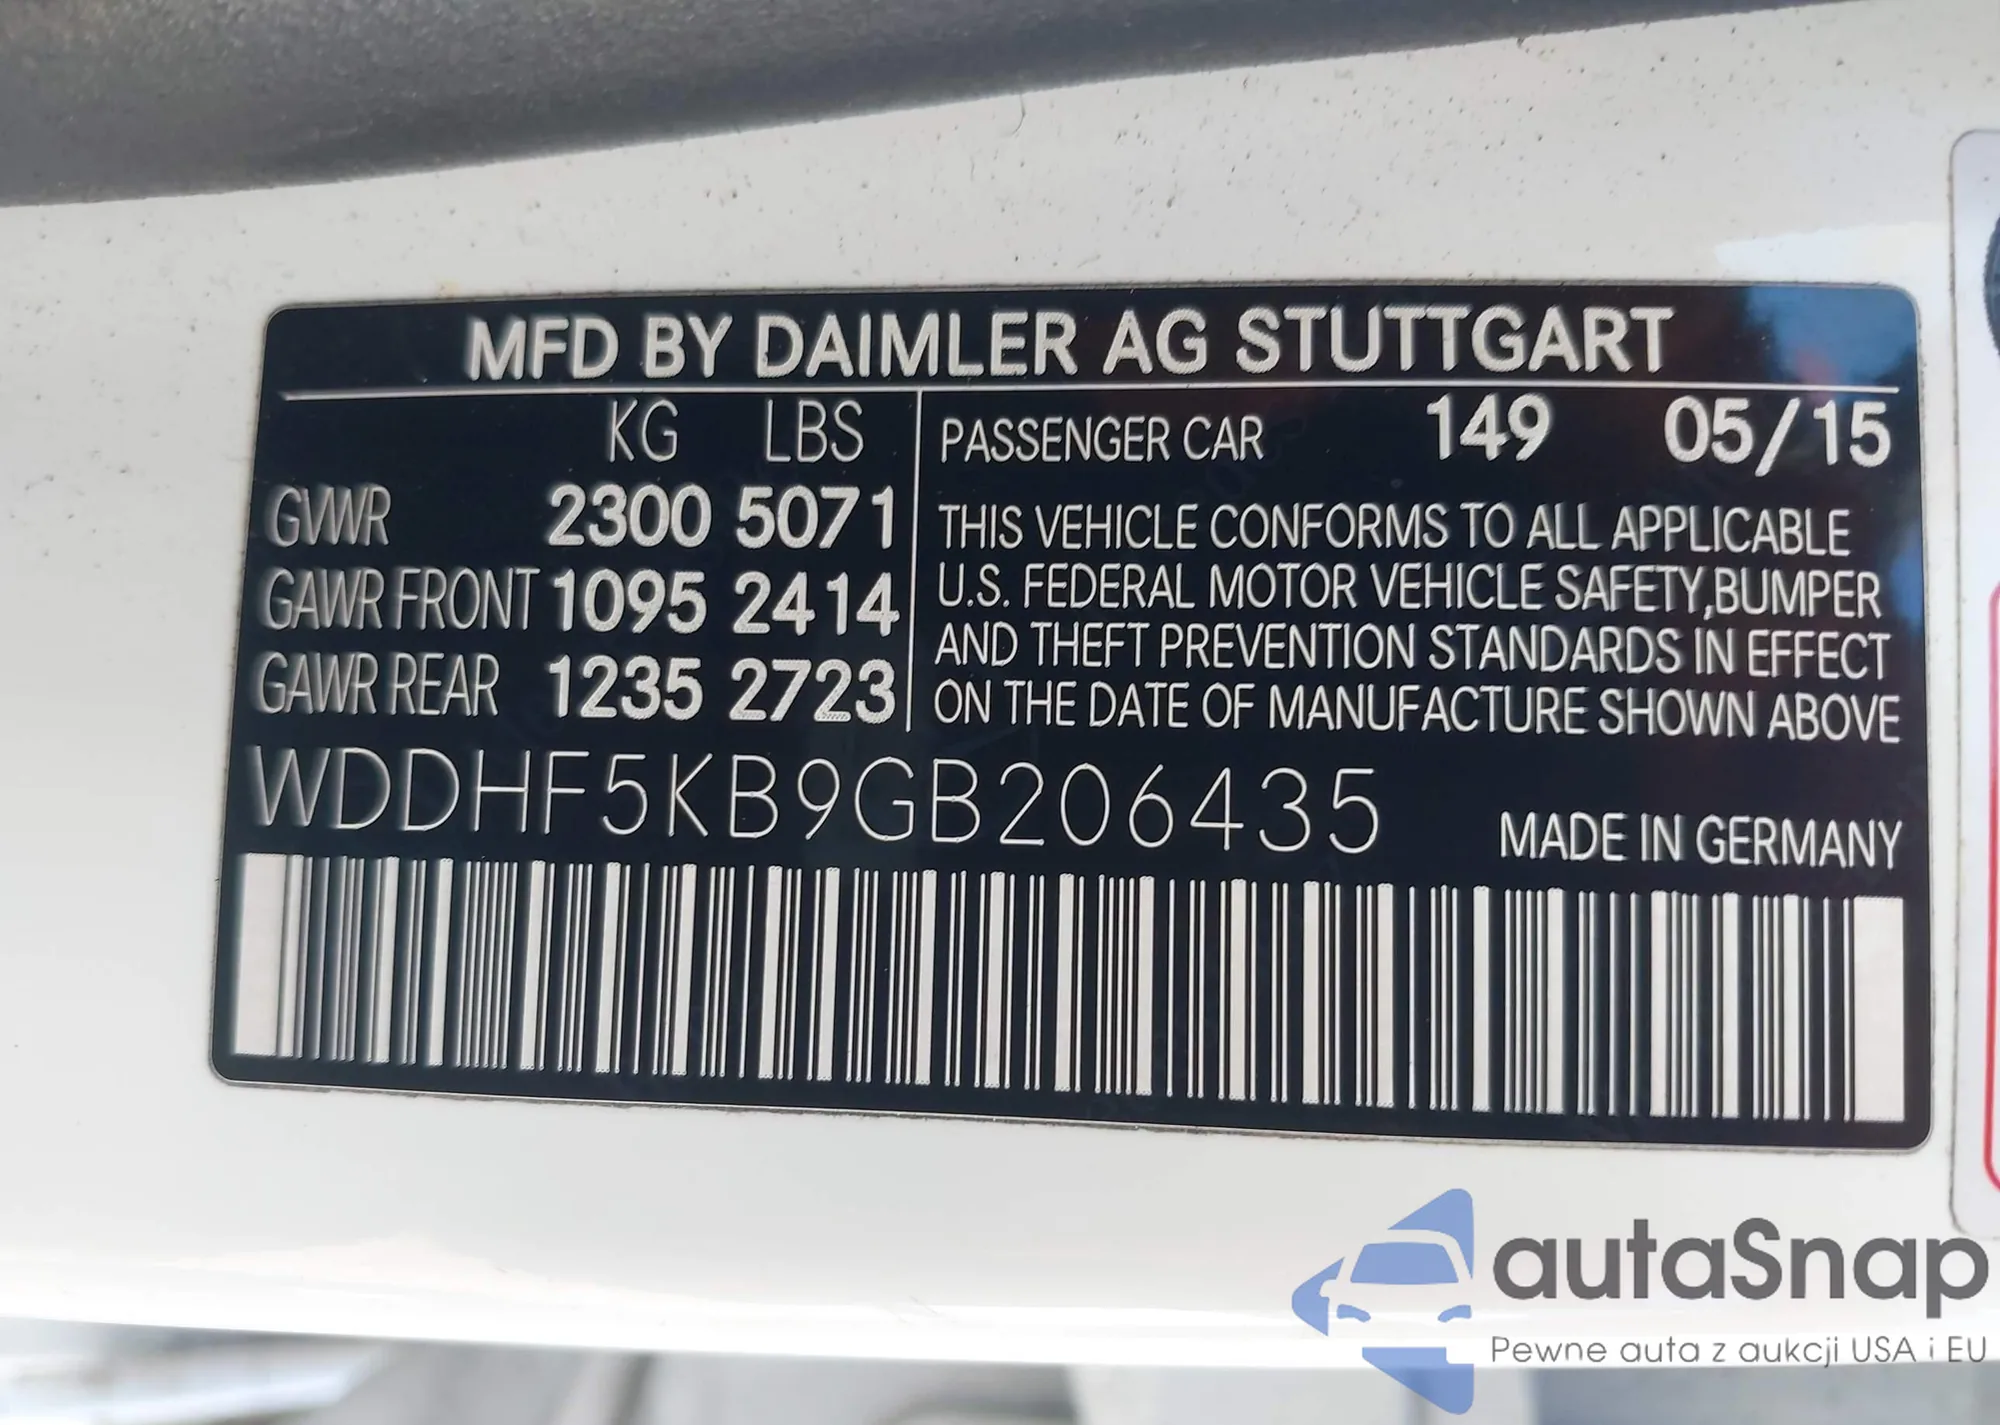 MFD BY DAIMLER AG STUTTGART
KG LBS
GVWR 2300 5071
GAWR FRONT 1095 2414
GAWR REAR 1235 2723
PASSENGER CAR 149 05/15
THIS VEHICLE CONFORMS TO ALL APPLICABLE
U.S. FEDERAL MOTOR VEHICLE SAFETY,BUMPER
AND THEFT PREVENTION STANDARDS IN EFFECT
ON THE DATE OF MANUFACTURE SHOWN ABOVE
WDDHF5KB9GB206435
MADE IN GERMANY
autaSnap
Pewne auta z aukcji USA i EU